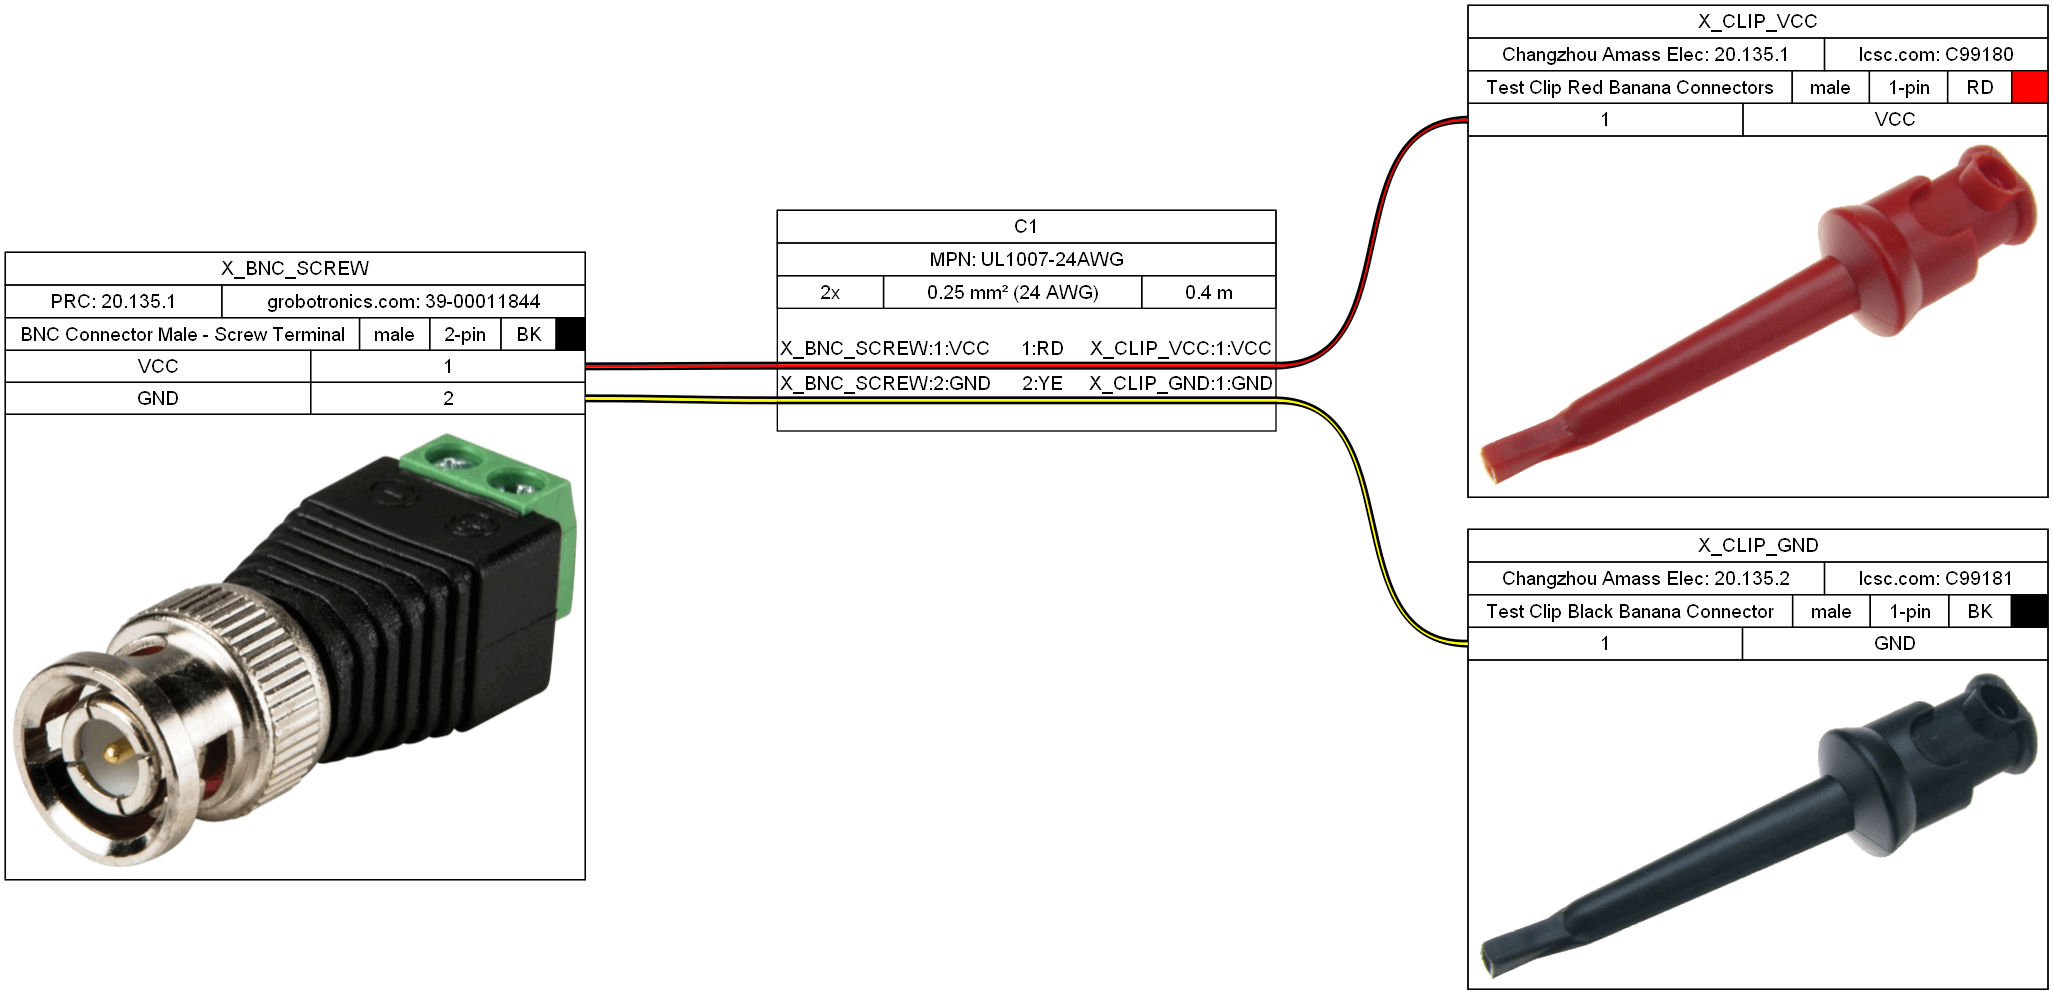 X_BNC_SCREW
PRC: 20.135.1 grobotronics.com: 39-00011844
BNC Connector Male - Screw Terminal male 2-pin BK
VCC 1
GND 2
C1
MPN: UL1007-24AWG
2x 0.25 mm² (24 AWG) 0.4 m
X_BNC_SCREW:1:VCC 1:RD X_CLIP_VCC:1:VCC
X_BNC_SCREW:2:GND 2:YE X_CLIP_GND:1:GND
X_CLIP_VCC
Changzhou Amass Elec: 20.135.1 lcsc.com: C99180
Test Clip Red Banana Connectors male 1-pin RD
1 VCC
X_CLIP_GND
Changzhou Amass Elec: 20.135.2 lcsc.com: C99181
Test Clip Black Banana Connector male 1-pin BK
1 GND